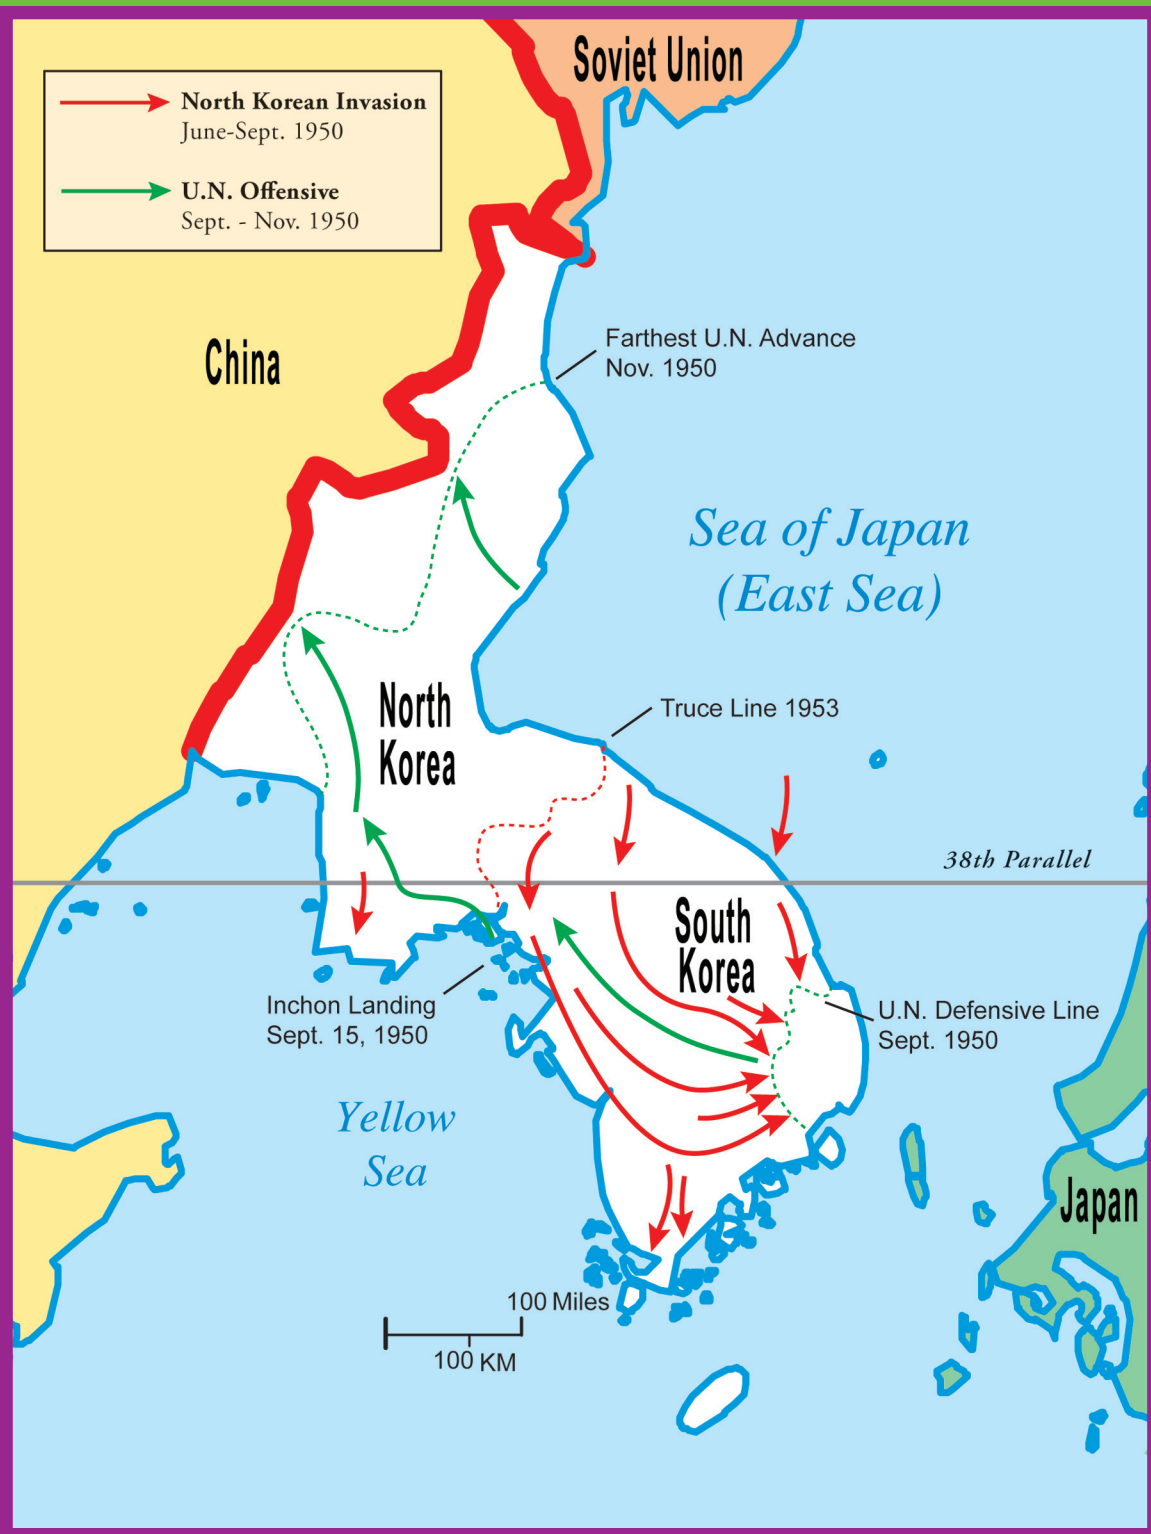 Soviet Union
North Korean Invasion
June-Sept. 1950
U.N. Offensive
Sept. - Nov. 1950
China
Farthest U.N. Advance
Nov. 1950
Sea of Japan
(East Sea)
North
Korea
Truce Line 1953
38th Parallel
South
Korea
Inchon Landing
Sept. 15, 1950
U.N. Defensive Line
Sept. 1950
Yellow
Sea
Japan
100 Miles
100 KM